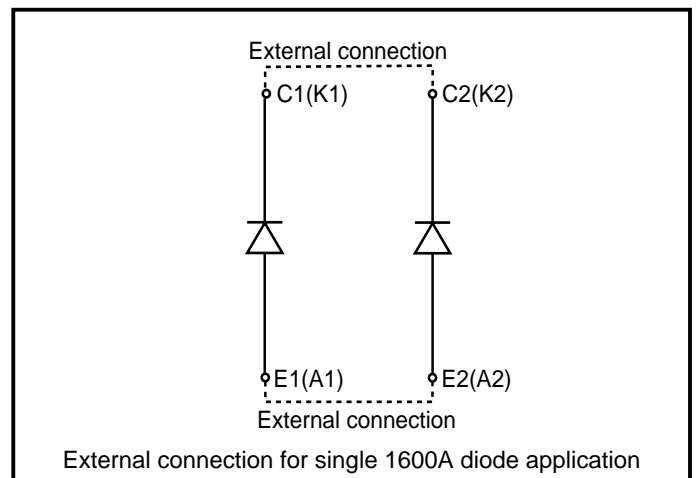 External connection
C1(K1) C2(K2)
E1(A1) E2(A2)
External connection
External connection for single 1600A diode application